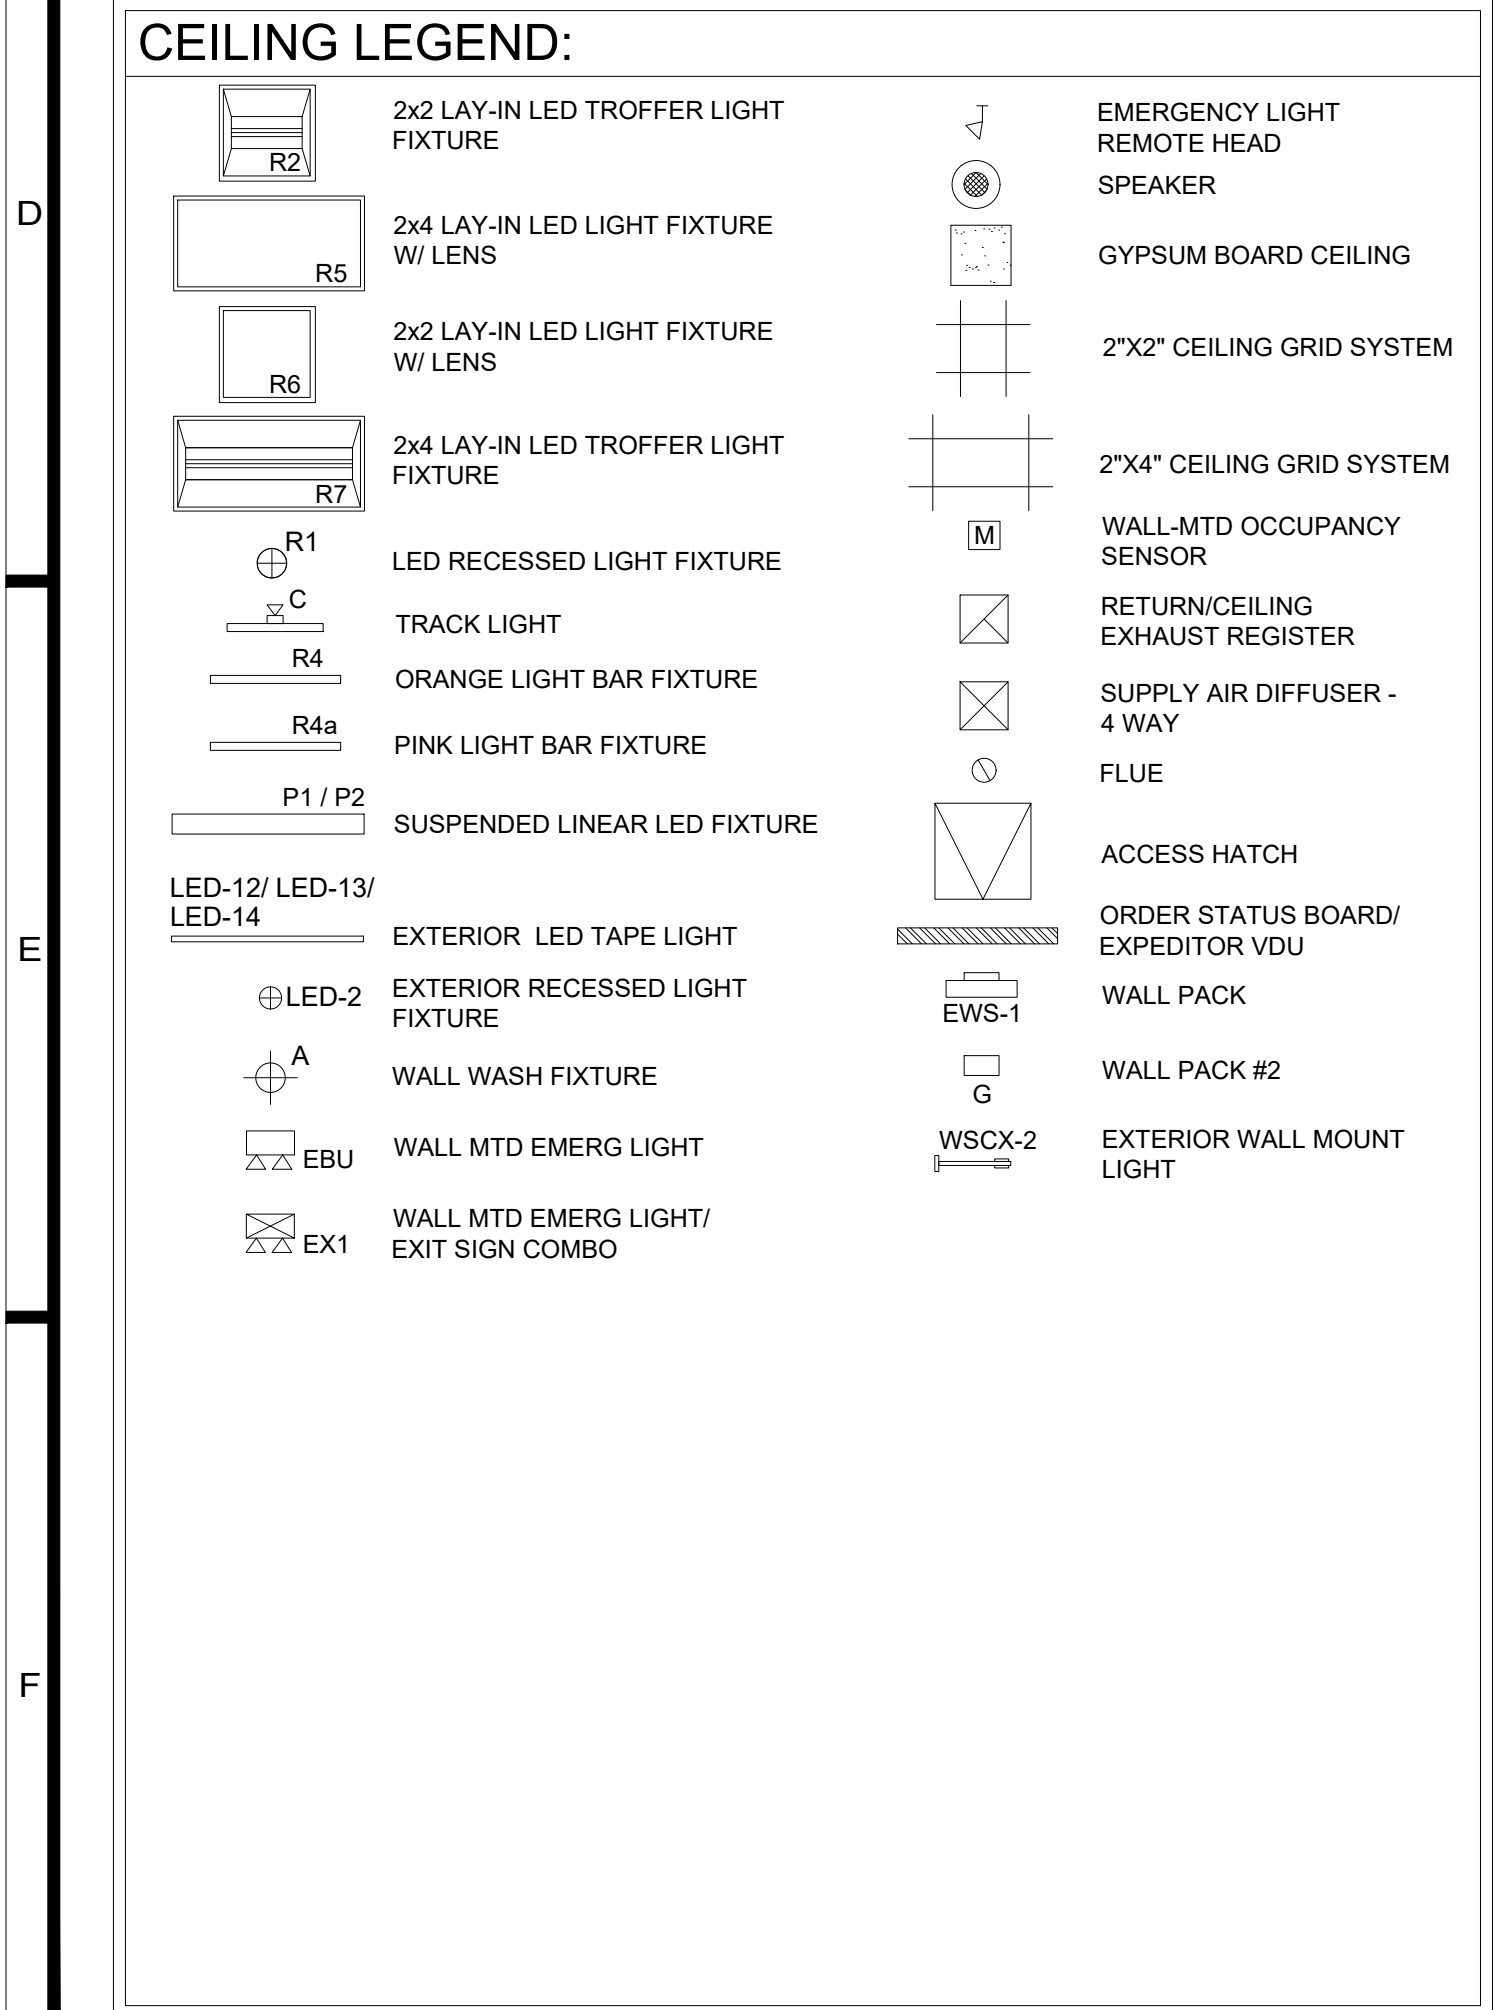 CEILING LEGEND:
R2
2x2 LAY-IN LED TROFFER LIGHT
FIXTURE
R5
2x4 LAY-IN LED LIGHT FIXTURE
W/ LENS
R6
2x2 LAY-IN LED LIGHT FIXTURE
W/ LENS
R7
2x4 LAY-IN LED TROFFER LIGHT
FIXTURE
R1
LED RECESSED LIGHT FIXTURE
C
TRACK LIGHT
R4
ORANGE LIGHT BAR FIXTURE
R4a
PINK LIGHT BAR FIXTURE
P1 / P2
SUSPENDED LINEAR LED FIXTURE
LED-12/ LED-13/
LED-14
EXTERIOR LED TAPE LIGHT
LED-2
EXTERIOR RECESSED LIGHT
FIXTURE
A
WALL WASH FIXTURE
EBU
WALL MTD EMERG LIGHT
EX1
WALL MTD EMERG LIGHT/
EXIT SIGN COMBO
EMERGENCY LIGHT
REMOTE HEAD
SPEAKER
GYPSUM BOARD CEILING
2"X2" CEILING GRID SYSTEM
2"X4" CEILING GRID SYSTEM
M
WALL-MTD OCCUPANCY
SENSOR
RETURN/CEILING
EXHAUST REGISTER
SUPPLY AIR DIFFUSER -
4 WAY
FLUE
ACCESS HATCH
ORDER STATUS BOARD/
EXPEDITOR VDU
EWS-1
WALL PACK
G
WALL PACK #2
WSCX-2
EXTERIOR WALL MOUNT
LIGHT
D
E
F